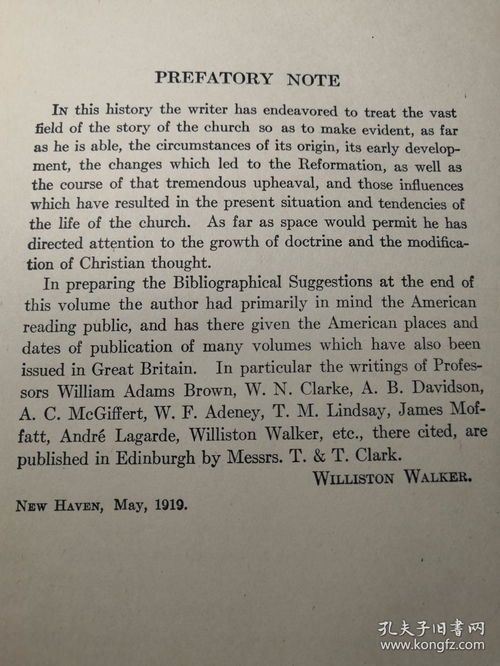 PREFATORY NOTE
IN this history the writer has endeavored to treat the vast
field of the story of the church so as to make evident, as far
as he is able, the circumstances of its origin, its early develop-
ment, the changes which led to the Reformation, as well as
the course of that tremendous upheaval, and those influences
which have resulted in the present situation and tendencies of
the life of the church. As far as space would permit he has
directed attention to the growth of doctrine and the modifica-
tion of Christian thought.
In preparing the Bibliographical Suggestions at the end of
this volume the author had primarily in mind the American
reading public, and has there given the American places and
dates of publication of many volumes which have also been
issued in Great Britain. In particular the writings of Profes-
sors William Adams Brown, W. N. Clarke, A. B. Davidson,
A. C. McGiffert, W. F. Adeney, T. M. Lindsay, James Mof-
fatt, André Lagarde, Williston Walker, etc., there cited, are
published in Edinburgh by Messrs. T. & T. Clark.
WILLISTON WALKER.
NEW HAVEN, May, 1919.
孔夫子旧书网
www.kongfz.com